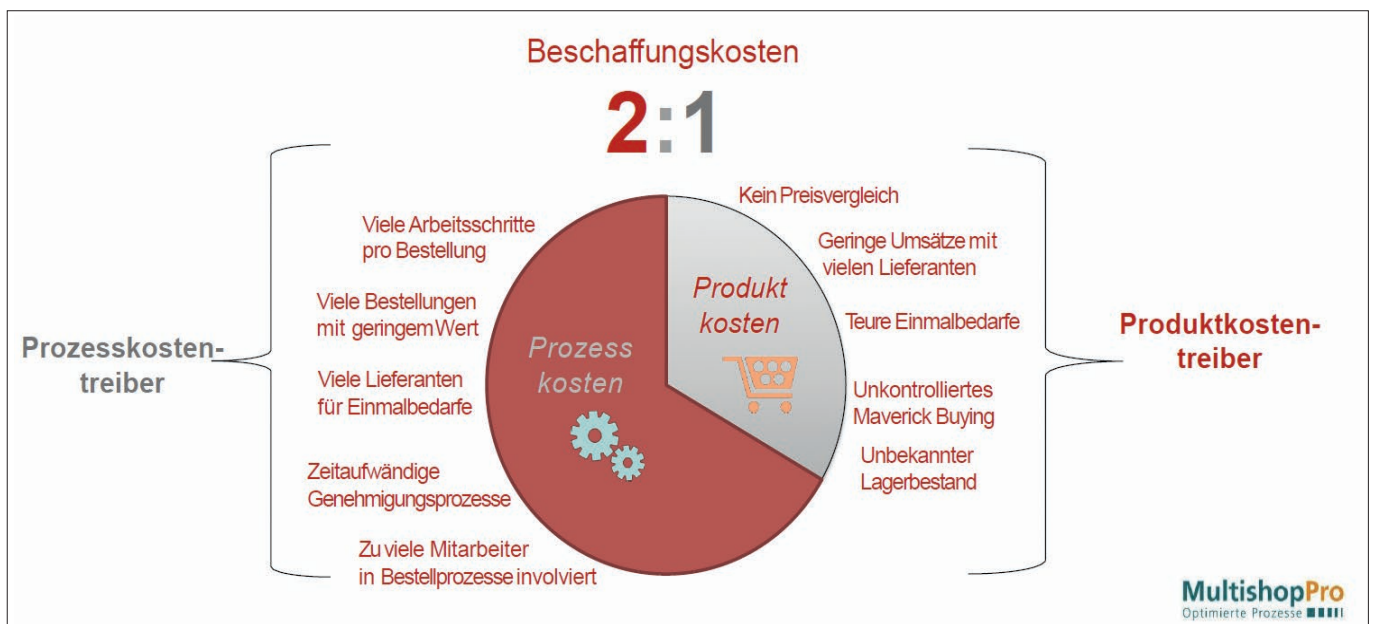 Beschaffungskosten
2:1
Prozesskosten-
treiber
Viele Arbeitsschritte
pro Bestellung
Viele Bestellungen
mit geringem Wert
Viele Lieferanten
für Einmalbedarfe
Zeitaufwändige
Genehmigungsprozesse
Zu viele Mitarbeiter
in Bestellprozesse involviert
Prozess
kosten
Produkt
kosten
Kein Preisvergleich
Geringe Umsätze mit
vielen Lieferanten
Teure Einmalbedarfe
Unkontrolliertes
Maverick Buying
Unbekannter
Lagerbestand
Produktkosten-
treiber
MultishopPro
Optimierte Prozesse